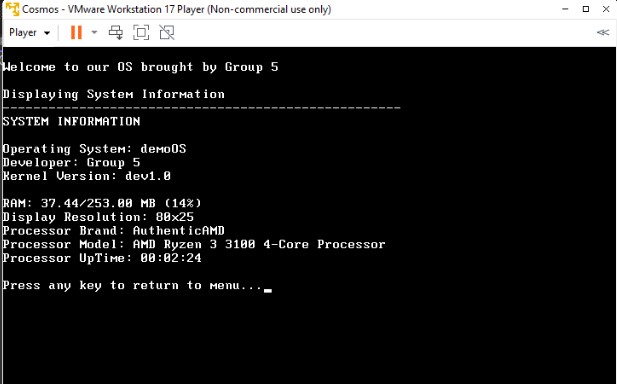 Cosmos - VMware Workstation 17 Player (Non-commercial use only)
Player
Welcome to our OS brought by Group 5
Displaying System Information
----------------------------------------------------------------
SYSTEM INFORMATION
Operating System: demoOS
Developer: Group 5
Kernel Version: dev1.0
RAM: 37.44/253.00 MB (14%)
Display Resolution: 80x25
Processor Brand: AuthenticAMD
Processor Model: AMD Ryzen 3 3100 4-Core Processor
Processor UpTime: 00:02:24
Press any key to return to menu..._